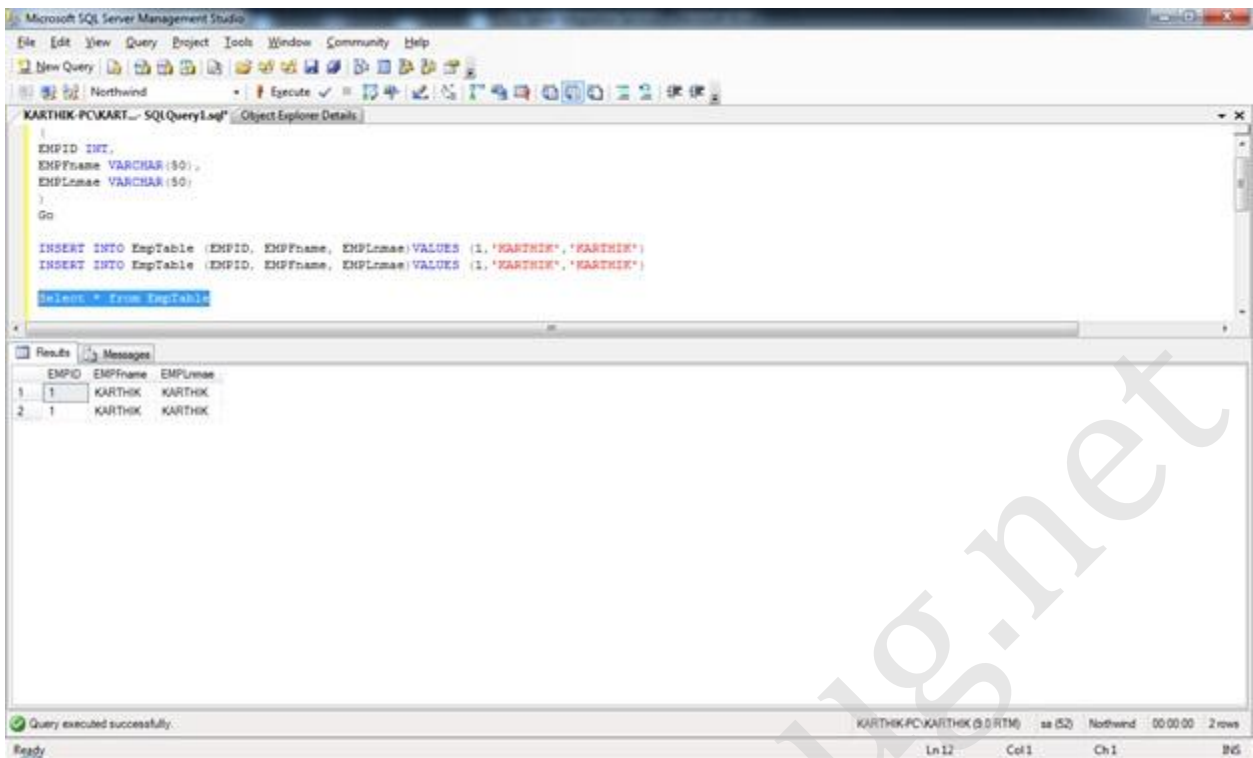 Microsoft SQL Server Management Studio
File Edit View Query Project Tools Window Community Help
New Query
Northwind Execute
KARTHIK-PC\KART...- SQLQuery1.sql* Object Explorer Details
(
EMPID INT,
EMPFname VARCHAR(50),
EMPLnmae VARCHAR(50)
)
Go
INSERT INTO EmpTable (EMPID, EMPFname, EMPLnmae)VALUES (1,'KARTHIK','KARTHIK')
INSERT INTO EmpTable (EMPID, EMPFname, EMPLnmae)VALUES (1,'KARTHIK','KARTHIK')
Select * from EmpTable
Results Messages
EMPID EMPFname EMPLnmae
1 1 KARTHIK KARTHIK
2 1 KARTHIK KARTHIK
Query executed successfully. KARTHIK-PC\KARTHIK (9.0 RTM) sa (52) Northwind 00:00:00 2 rows
Ready Ln 12 Col 1 Ch 1 INS
ug.net